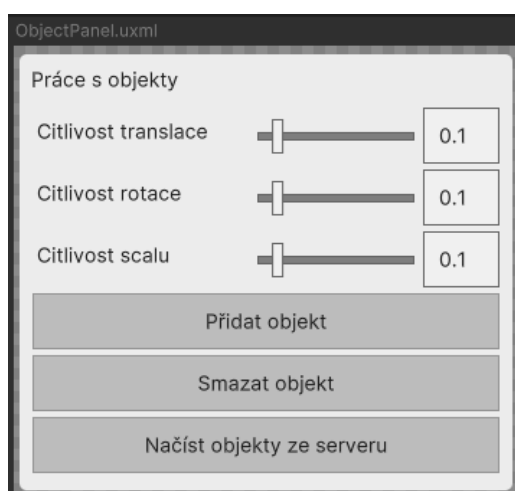 ObjectPanel.uxml
Práce s objekty
Citlivost translace 0.1
Citlivost rotace 0.1
Citlivost scalu 0.1
Přidat objekt
Smazat objekt
Načíst objekty ze serveru